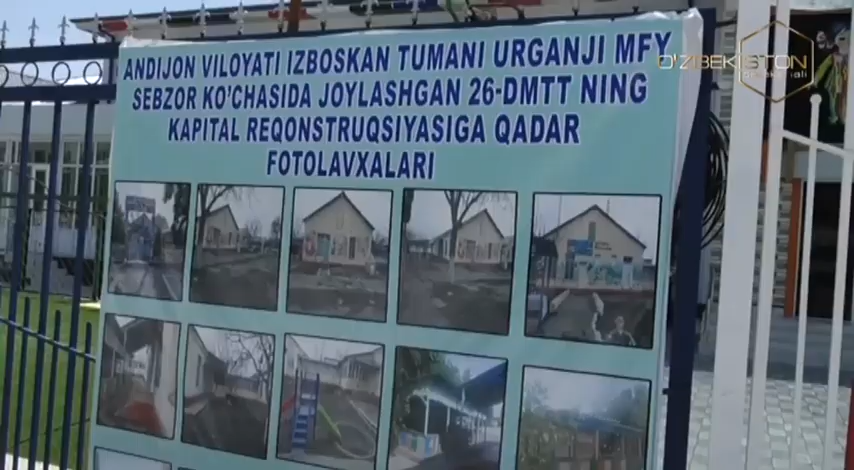 ANDIJON VILOYATI IZBOSKAN TUMANI URGANJI MFY
SEBZOR KO'CHASIDA JOYLASHGAN 26-DMTT NING
KAPITAL REQONSTRUQSIYASIGA QADAR
FOTOLAVXALARI
O'ZBEKISTON